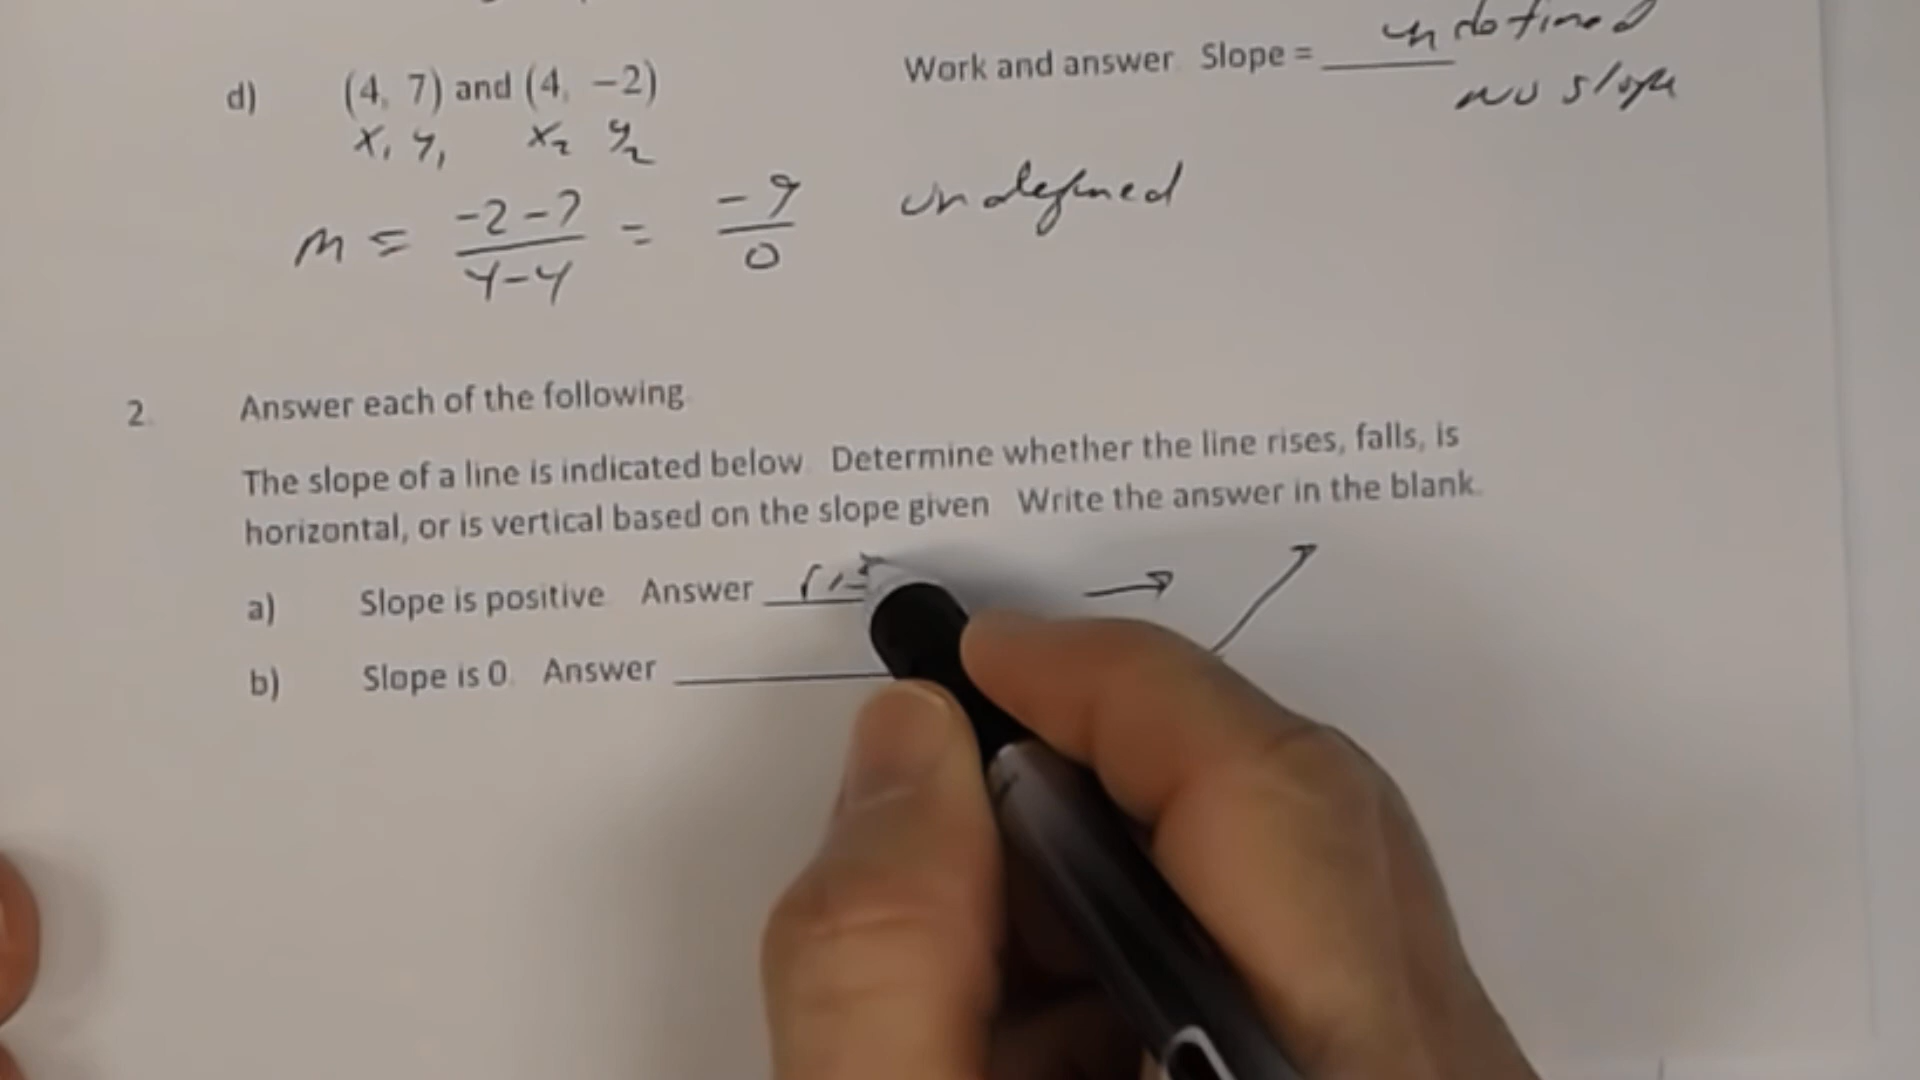 undefined
d) (4, 7) and (4, −2) Work and answer Slope =
no slope
x₁ y₁ x₂ y₂
m = -2-7 / 4-4 = -9 / 0 undefined
2. Answer each of the following.
The slope of a line is indicated below. Determine whether the line rises, falls, is
horizontal, or is vertical based on the slope given. Write the answer in the blank.
a) Slope is positive. Answer
b) Slope is 0. Answer